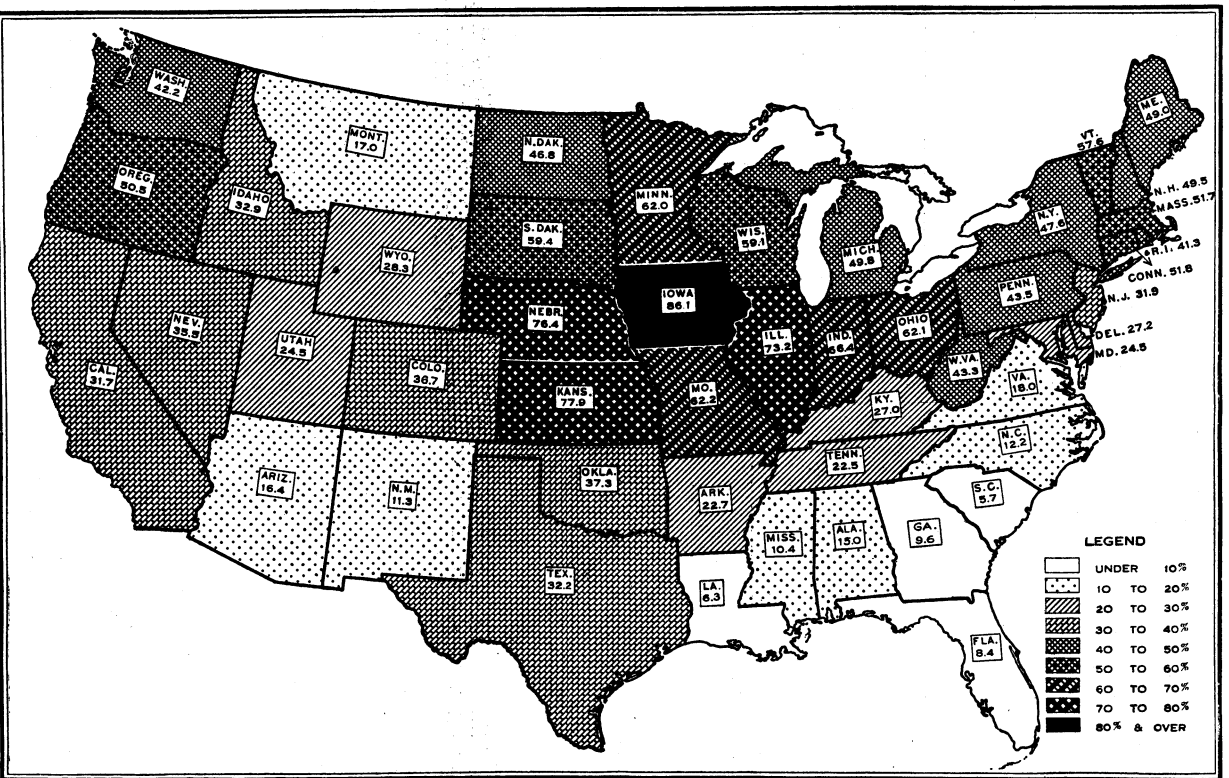 WASH.
42.2
MONT.
17.0
N.DAK.
46.8
MINN.
62.0
OREG.
50.5
IDAHO
32.9
S. DAK.
59.4
WIS.
59.1
MICH.
49.8
ME.
VT.
57.6
N.H. 49.5
MASS. 51.7
N.Y.
47.6
R.I. 41.3
CONN. 51.8
WYO.
28.3
IOWA
86.1
PENN.
43.5
N.J. 31.9
NEV.
UTAH
24.5
COLO.
36.7
NEBR.
76.4
ILL.
73.2
IND.
66.4
OHIO
62.1
DEL. 27.2
MD. 24.5
CAL.
31.7
KANS.
77.9
MO.
62.2
KY.
27.0
W.VA.
43.3
VA.
18.0
ARIZ.
16.4
N.M.
11.3
OKLA.
37.3
ARK.
22.7
TENN.
22.5
N.C.
12.2
S.C.
5.7
TEX.
32.2
LA.
6.3
MISS.
10.4
ALA.
15.0
GA.
9.6
FLA.
8.4
LEGEND
UNDER 10%
10 TO 20%
20 TO 30%
30 TO 40%
40 TO 50%
50 TO 60%
60 TO 70%
70 TO 80%
80% & OVER